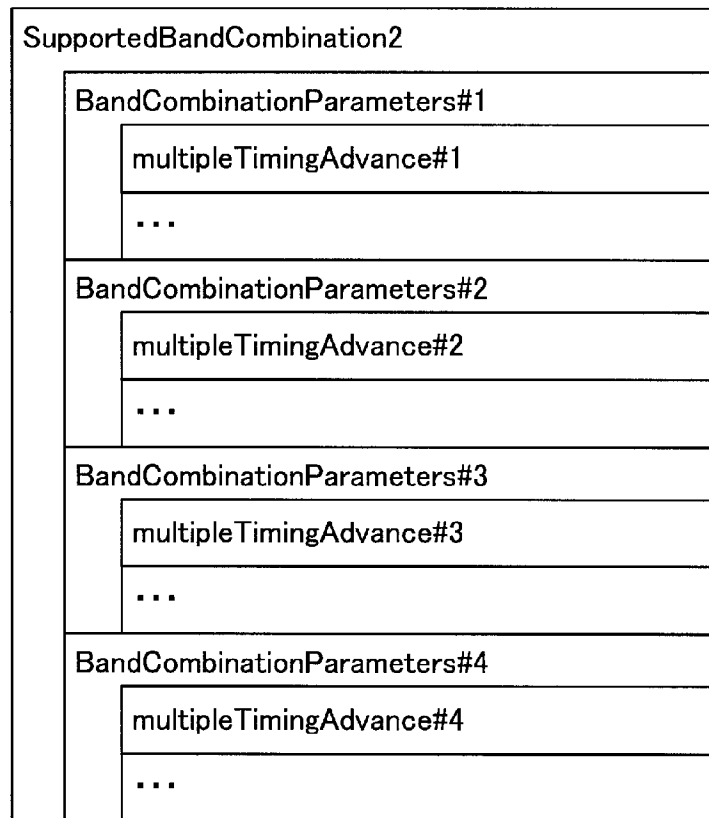 SupportedBandCombination2
BandCombinationParameters#1
multipleTimingAdvance#1
...
BandCombinationParameters#2
multipleTimingAdvance#2
...
BandCombinationParameters#3
multipleTimingAdvance#3
...
BandCombinationParameters#4
multipleTimingAdvance#4
...